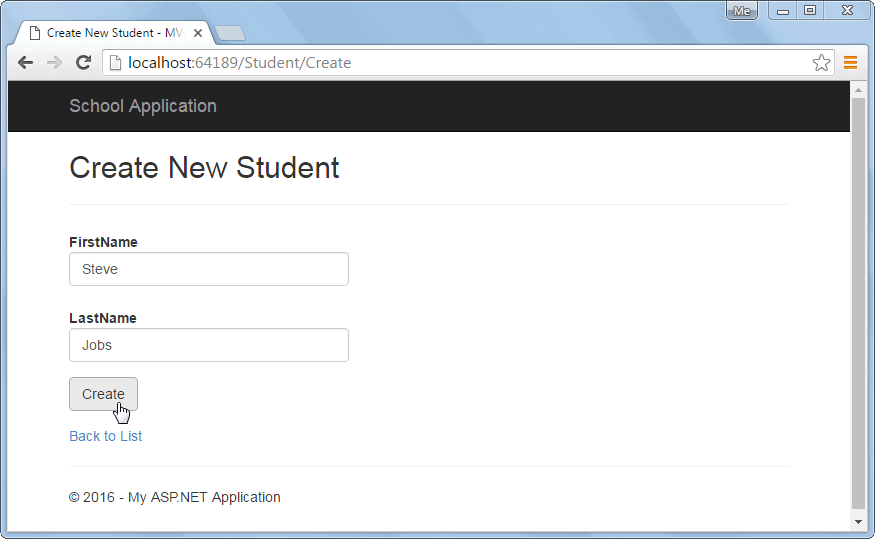 Me
Create New Student - MV
localhost:64189/Student/Create
School Application
Create New Student
FirstName
Steve
LastName
Jobs
Create
Back to List
© 2016 - My ASP.NET Application